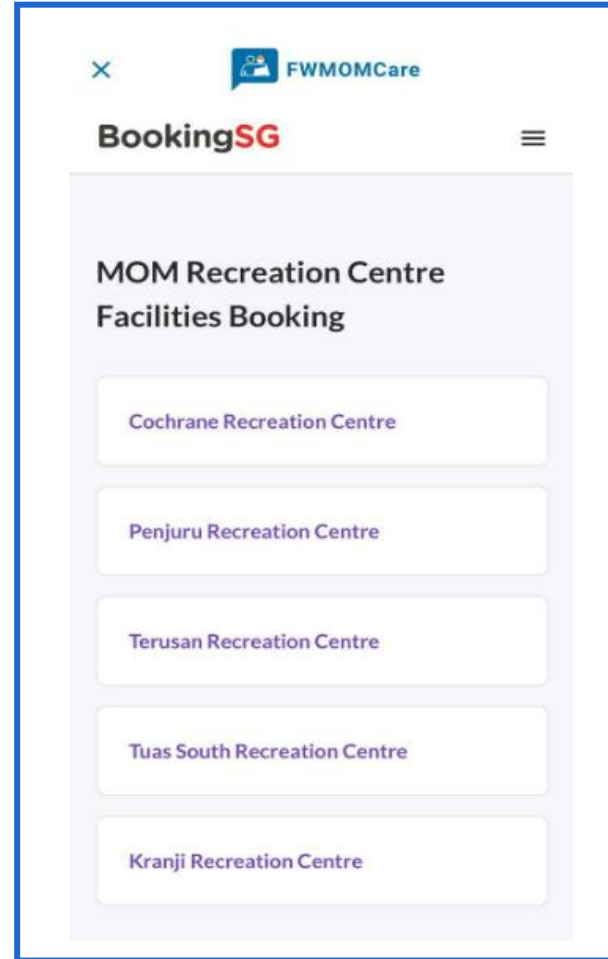 FWMOMCare
BookingSG
MOM Recreation Centre
Facilities Booking
Cochrane Recreation Centre
Penjuru Recreation Centre
Terusan Recreation Centre
Tuas South Recreation Centre
Kranji Recreation Centre